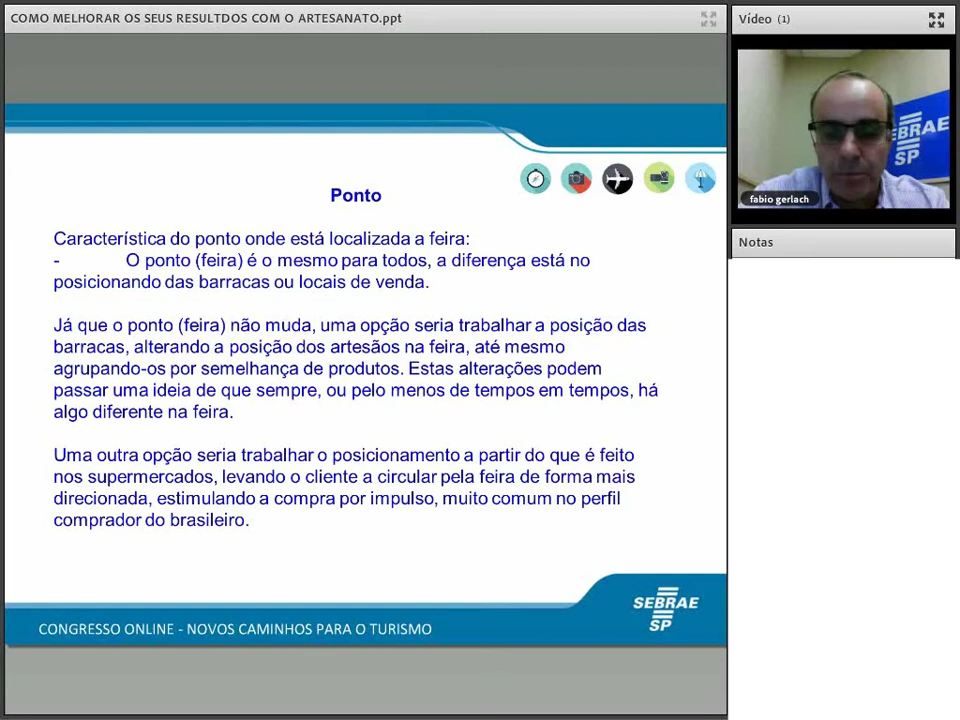 COMO MELHORAR OS SEUS RESULTDOS COM O ARTESANATO.ppt
Vídeo (1)
EBRAE
SP
fabio gerlach
Notas
Ponto
Característica do ponto onde está localizada a feira:
- O ponto (feira) é o mesmo para todos, a diferença está no
posicionando das barracas ou locais de venda.
Já que o ponto (feira) não muda, uma opção seria trabalhar a posição das
barracas, alterando a posição dos artesãos na feira, até mesmo
agrupando-os por semelhança de produtos. Estas alterações podem
passar uma ideia de que sempre, ou pelo menos de tempos em tempos, há
algo diferente na feira.
Uma outra opção seria trabalhar o posicionamento a partir do que é feito
nos supermercados, levando o cliente a circular pela feira de forma mais
direcionada, estimulando a compra por impulso, muito comum no perfil
comprador do brasileiro.
SEBRAE
SP
CONGRESSO ONLINE - NOVOS CAMINHOS PARA O TURISMO